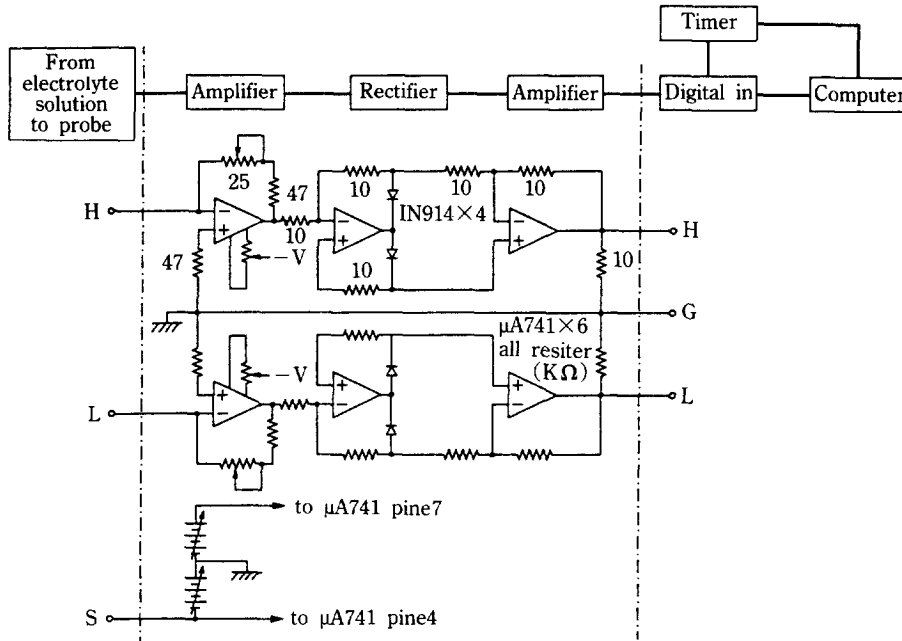 Timer
From
electrolyte
solution
to probe
Amplifier
Rectifier
Amplifier
Digital in
Computer
25
47
10
10
10
10
IN914×4
H
−V
47
10
H
10
G
μA741×6
all resiter
(KΩ)
−V
L
L
to μA741 pine7
S
to μA741 pine4